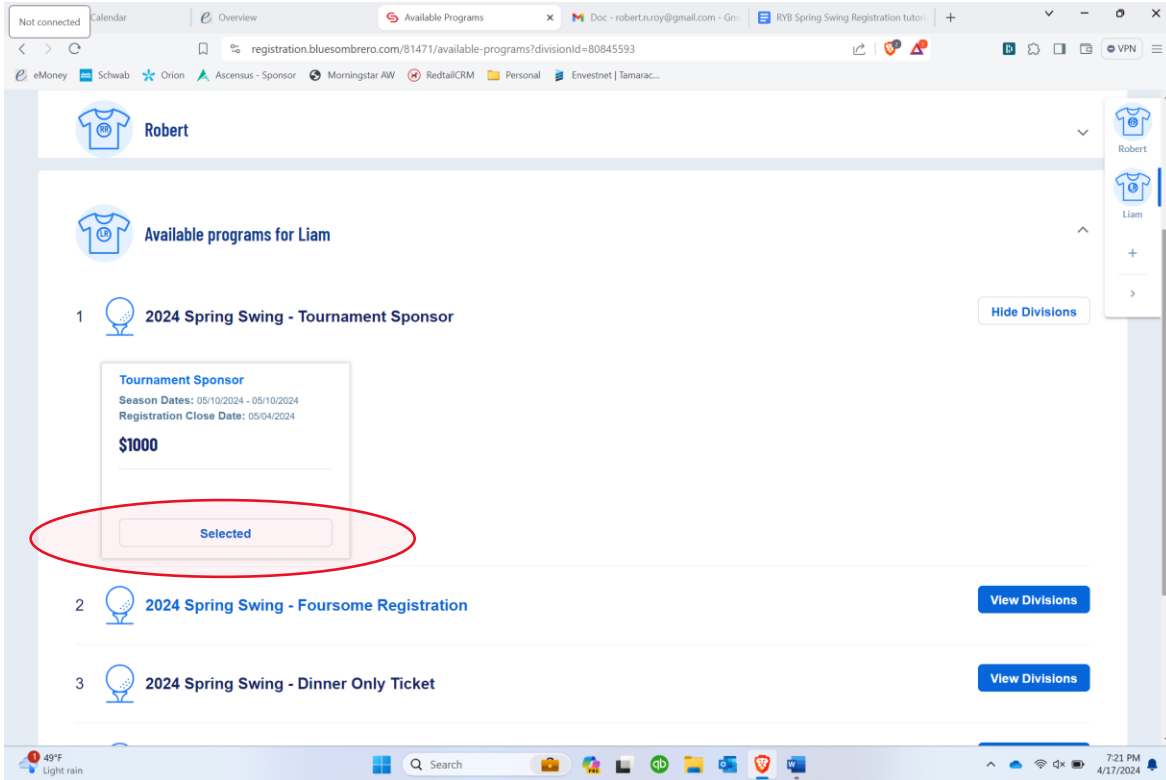 Not connected
Calendar
Overview
Available Programs
Doc - robert.n.roy@gmail.com - Gm
RYB Spring Swing Registration tutori
registration.bluesombrero.com/81471/available-programs?divisionId=80845593
VPN
eMoney
Schwab
Orion
Ascensus - Sponsor
Morningstar AW
RedtailCRM
Personal
Envestnet | Tamarac...
RR
Robert
Robert
LR
Liam
LR
Available programs for Liam
1
2024 Spring Swing - Tournament Sponsor
Hide Divisions
Tournament Sponsor
Season Dates: 05/10/2024 - 05/10/2024
Registration Close Date: 05/04/2024
$1000
Selected
2
2024 Spring Swing - Foursome Registration
View Divisions
3
2024 Spring Swing - Dinner Only Ticket
View Divisions
1
49°F
Light rain
Search
PRE
qb
7:21 PM
4/17/2024